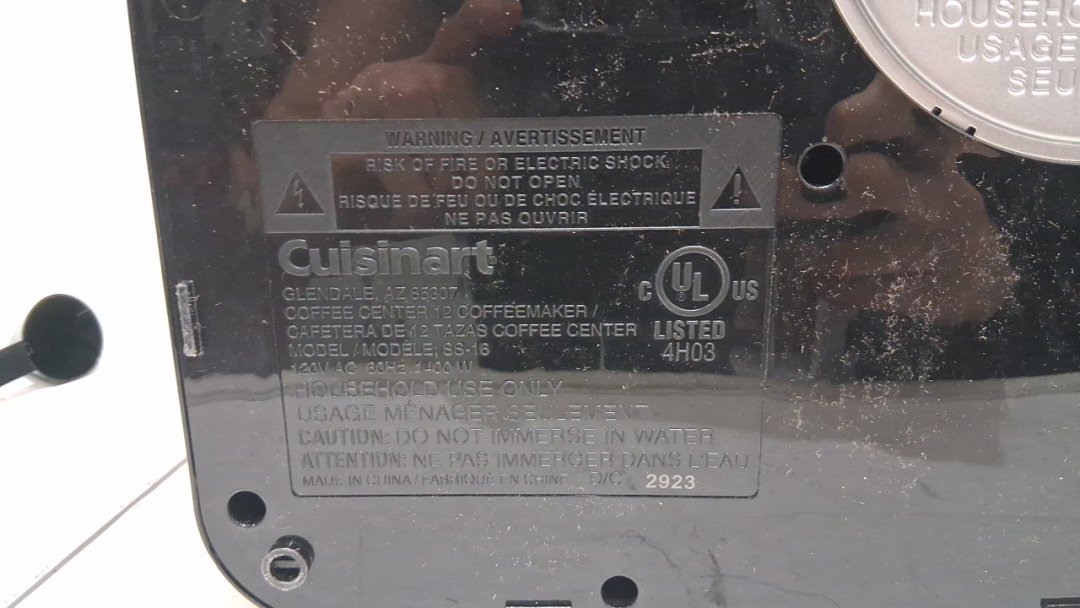 WARNING / AVERTISSEMENT
RISK OF FIRE OR ELECTRIC SHOCK
DO NOT OPEN
RISQUE DE FEU OU DE CHOC ÉLECTRIQUE
NE PAS OUVRIR
Cuisinart
GLENDALE, AZ 85307
COFFEE CENTER 12 COFFEEMAKER /
CAFETERA DE 12 TAZAS COFFEE CENTER
MODEL / MODÈLE: SS-16
120V AC 60Hz 1400 W
HOUSEHOLD USE ONLY
USAGE MÉNAGER SEULEMENT
CAUTION: DO NOT IMMERSE IN WATER
ATTENTION: NE PAS IMMERGER DANS L'EAU
MADE IN CHINA / FABRIQUÉ EN CHINE D/C 2923
C UL ® US
LISTED
4H03
HOUSEHO
USAGE
SEU